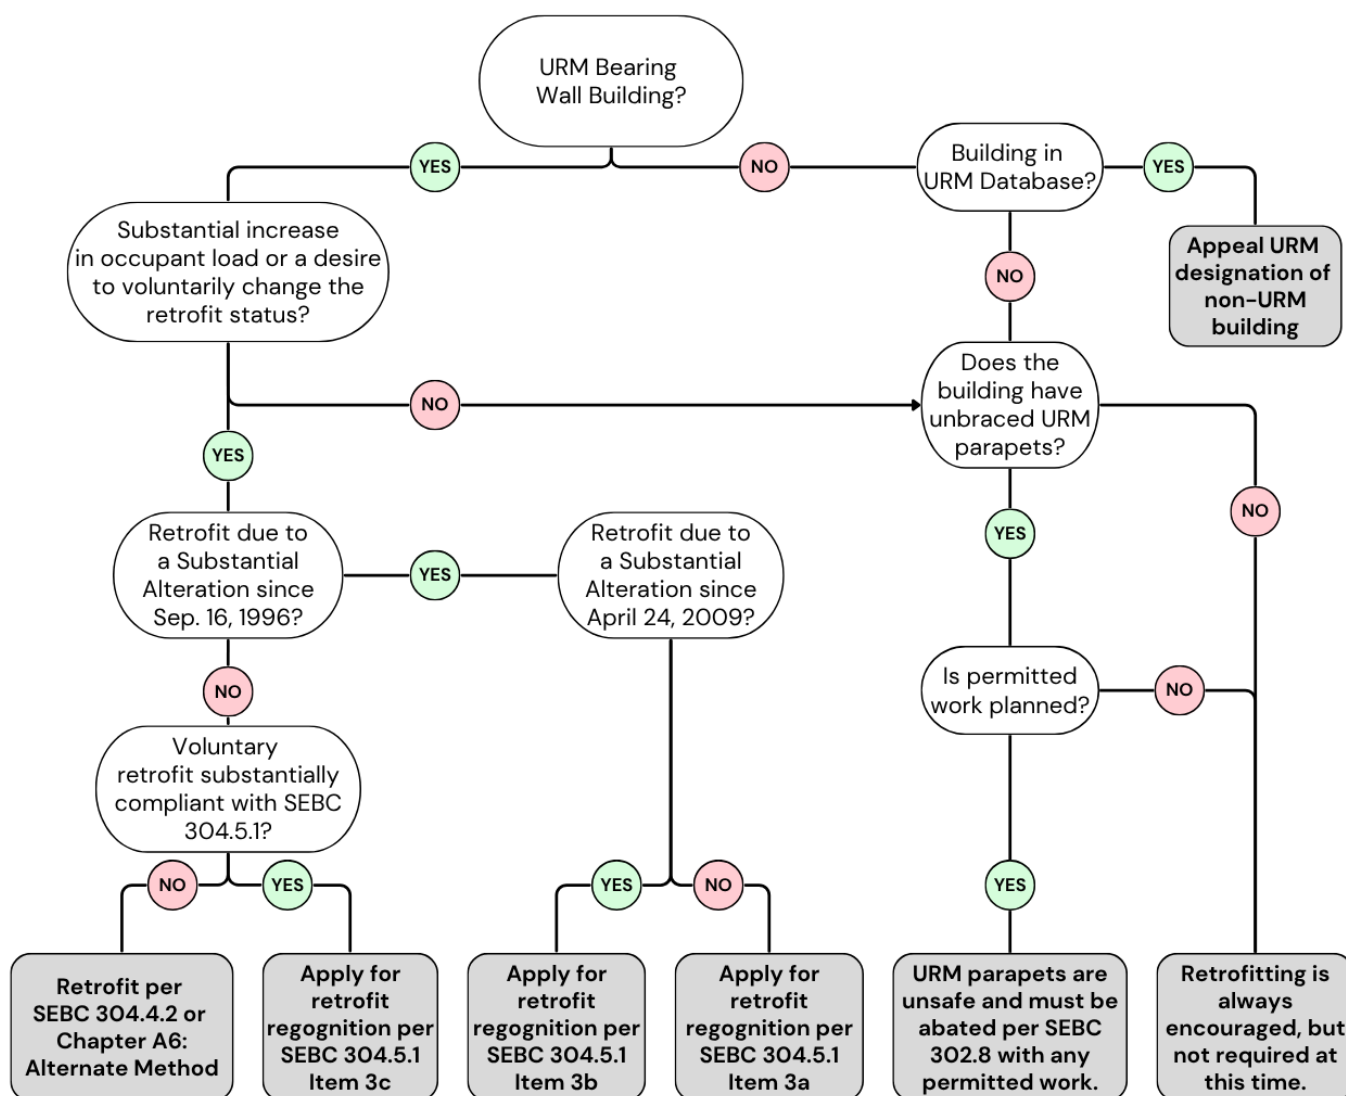 URM Bearing
Wall Building?
YES
NO
Building in
URM Database?
YES
Appeal URM
designation of
non-URM
building
Substantial increase
in occupant load or a desire
to voluntarily change the
retrofit status?
NO
NO
Does the
building have
unbraced URM
parapets?
YES
NO
Retrofit due to
a Substantial
Alteration since
Sep. 16, 1996?
YES
Retrofit due to
a Substantial
Alteration since
April 24, 2009?
YES
NO
Is permitted
work planned?
NO
Voluntary
retrofit substantially
compliant with SEBC
304.5.1?
NO
YES
YES
NO
YES
Retrofit per
SEBC 304.4.2 or
Chapter A6:
Alternate Method
Apply for
retrofit
regognition per
SEBC 304.5.1
Item 3c
Apply for
retrofit
regognition per
SEBC 304.5.1
Item 3b
Apply for
retrofit
regognition per
SEBC 304.5.1
Item 3a
URM parapets are
unsafe and must be
abated per SEBC
302.8 with any
permitted work.
Retrofitting is
always
encouraged, but
not required at
this time.